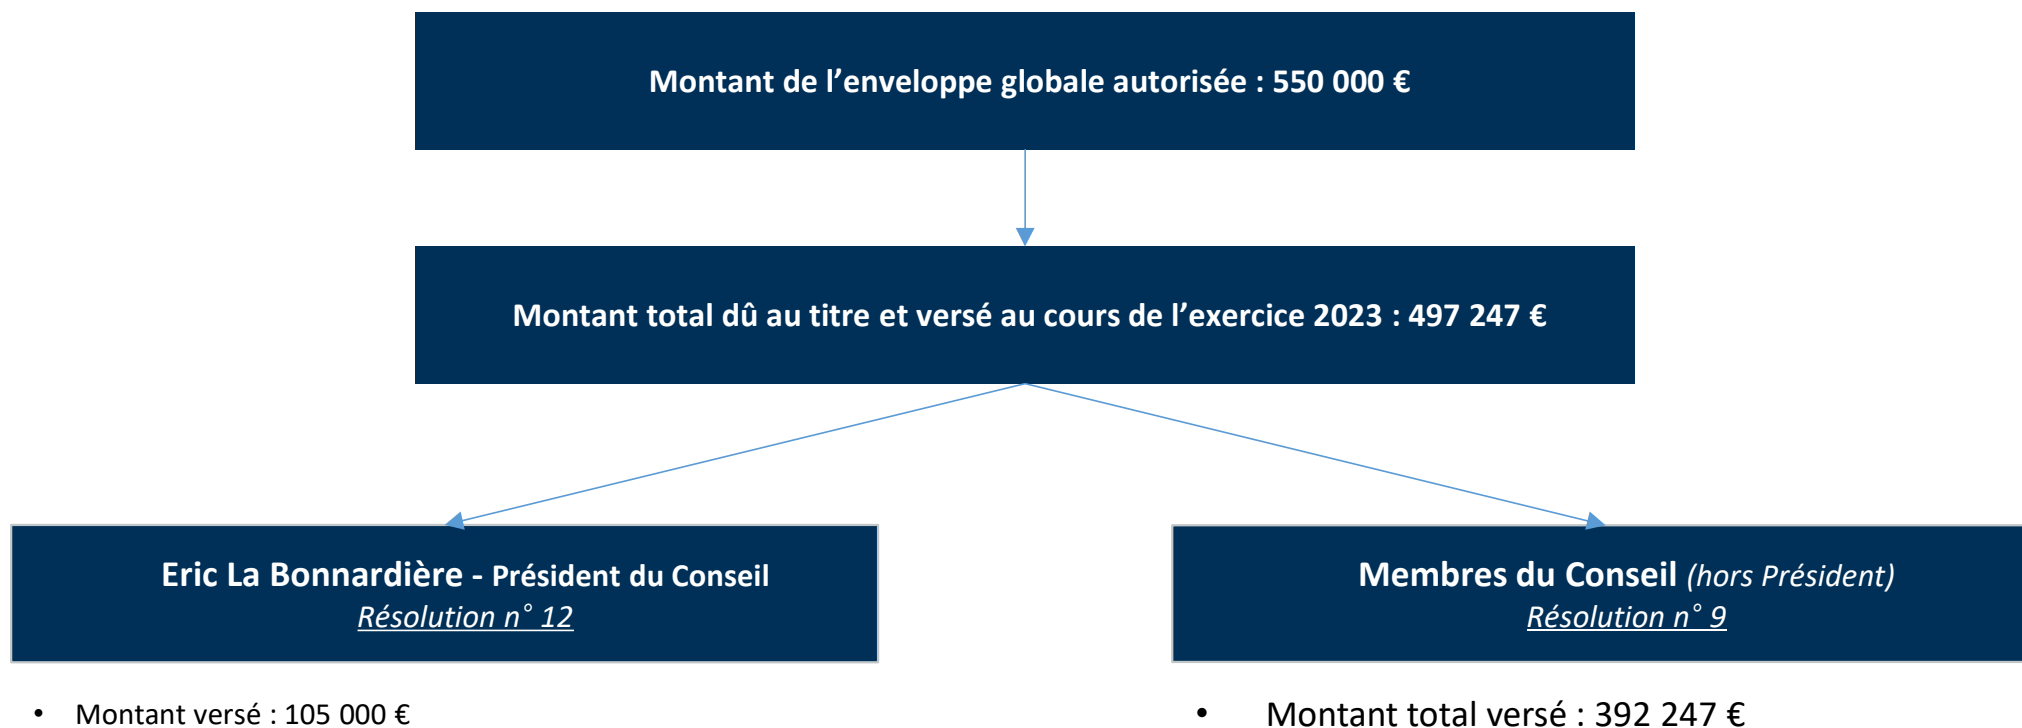 Montant de l’enveloppe globale autorisée : 550 000 €
Montant total dû au titre et versé au cours de l’exercice 2023 : 497 247 €
Eric La Bonnardière - Président du Conseil
Résolution n° 12
Membres du Conseil (hors Président)
Résolution n° 9
• Montant versé : 105 000 €
• Montant total versé : 392 247 €